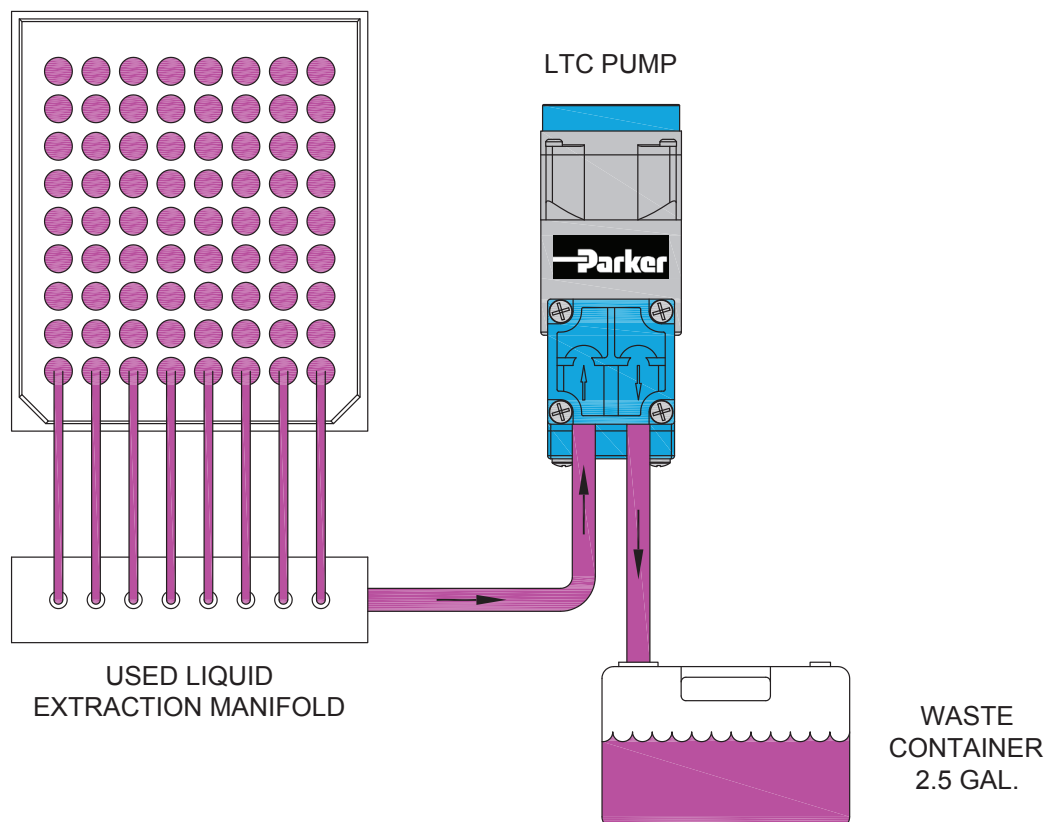 LTC PUMP
Parker
USED LIQUID
EXTRACTION MANIFOLD
WASTE
CONTAINER
2.5 GAL.